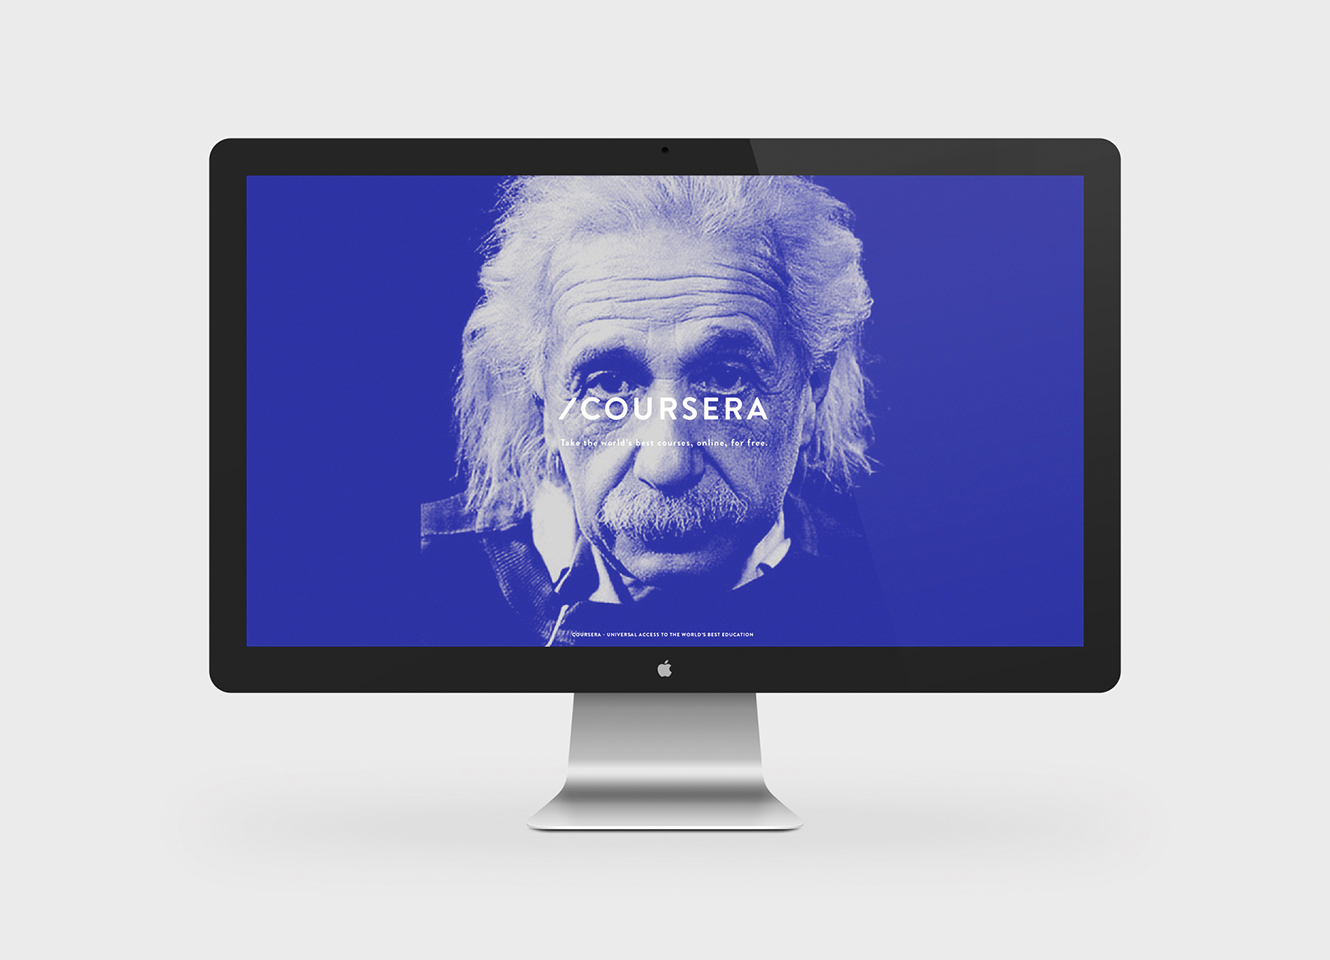 /COURSERA
Take the world's best courses, online, for free.
COURSERA - UNIVERSAL ACCESS TO THE WORLD'S BEST EDUCATION